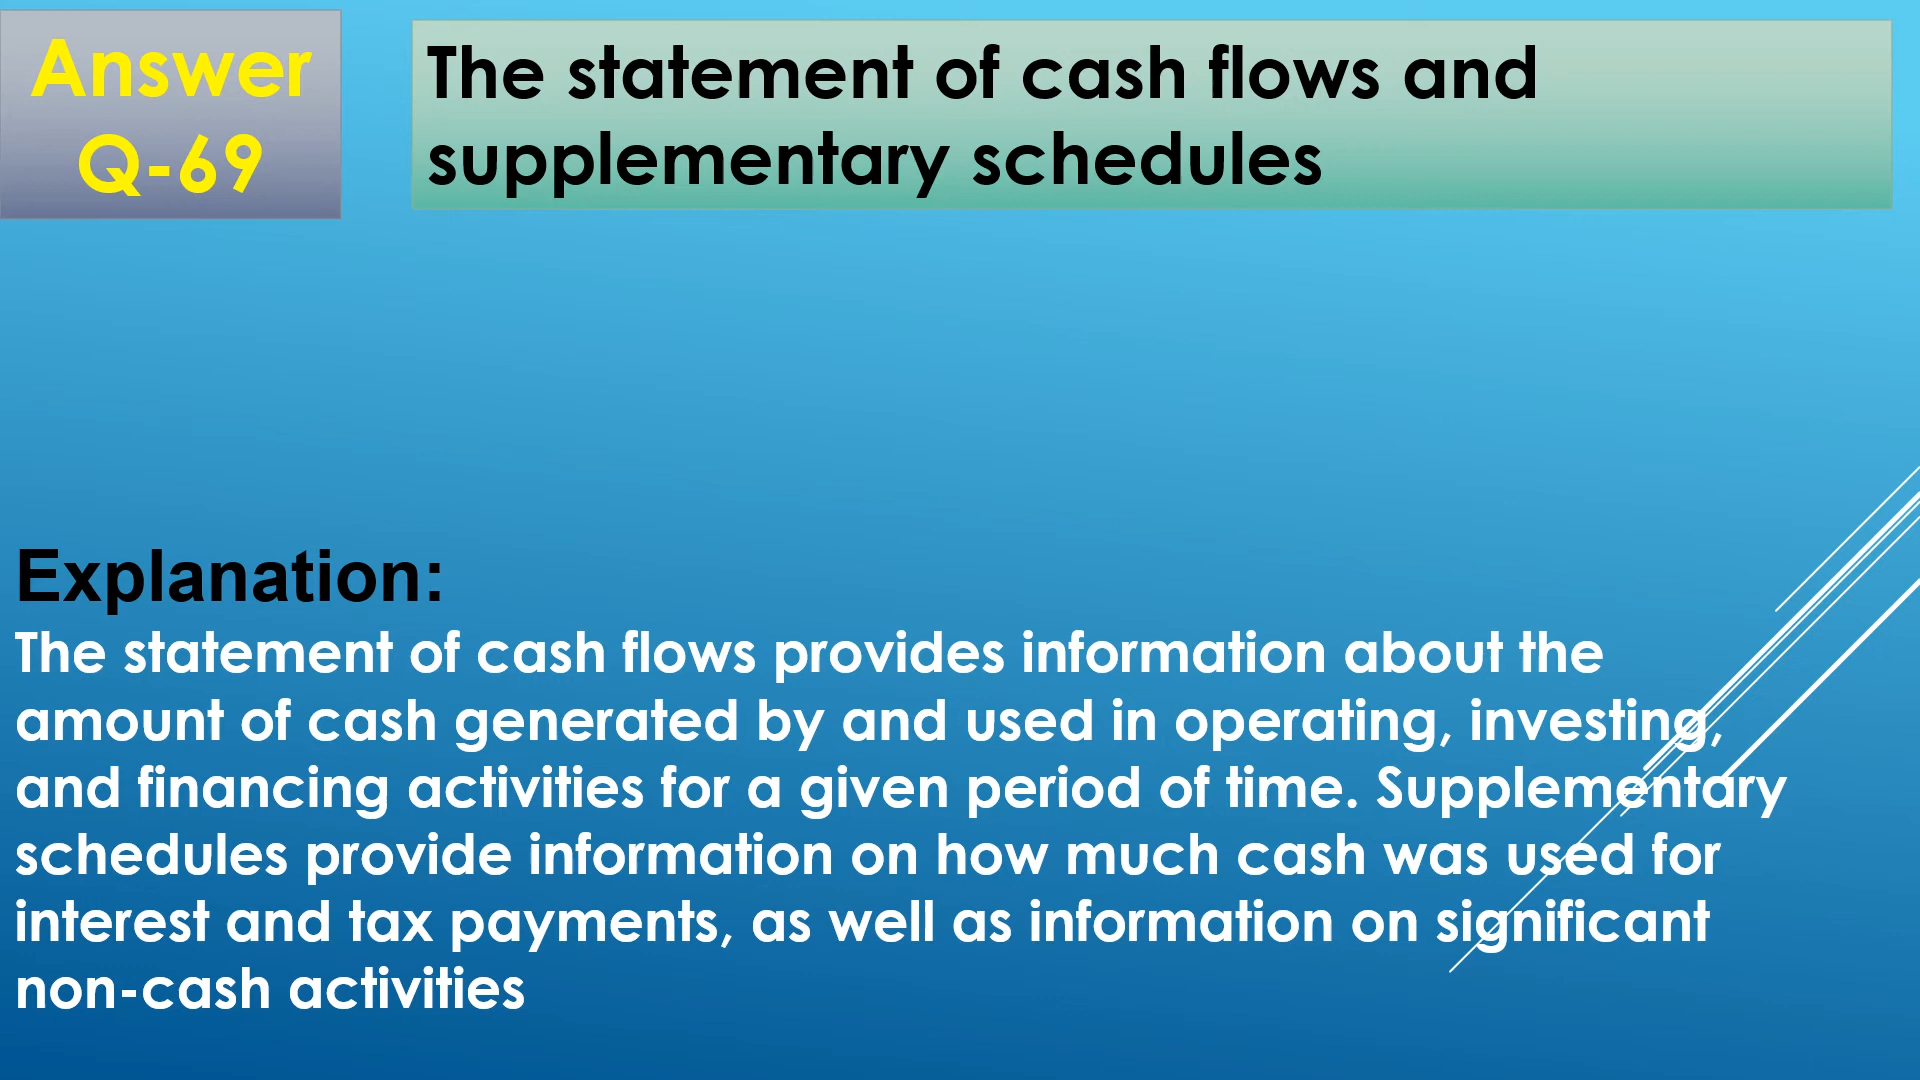 Answer
Q-69
The statement of cash flows and
supplementary schedules
Explanation:
The statement of cash flows provides information about the
amount of cash generated by and used in operating, investing,
and financing activities for a given period of time. Supplementary
schedules provide information on how much cash was used for
interest and tax payments, as well as information on significant
non-cash activities